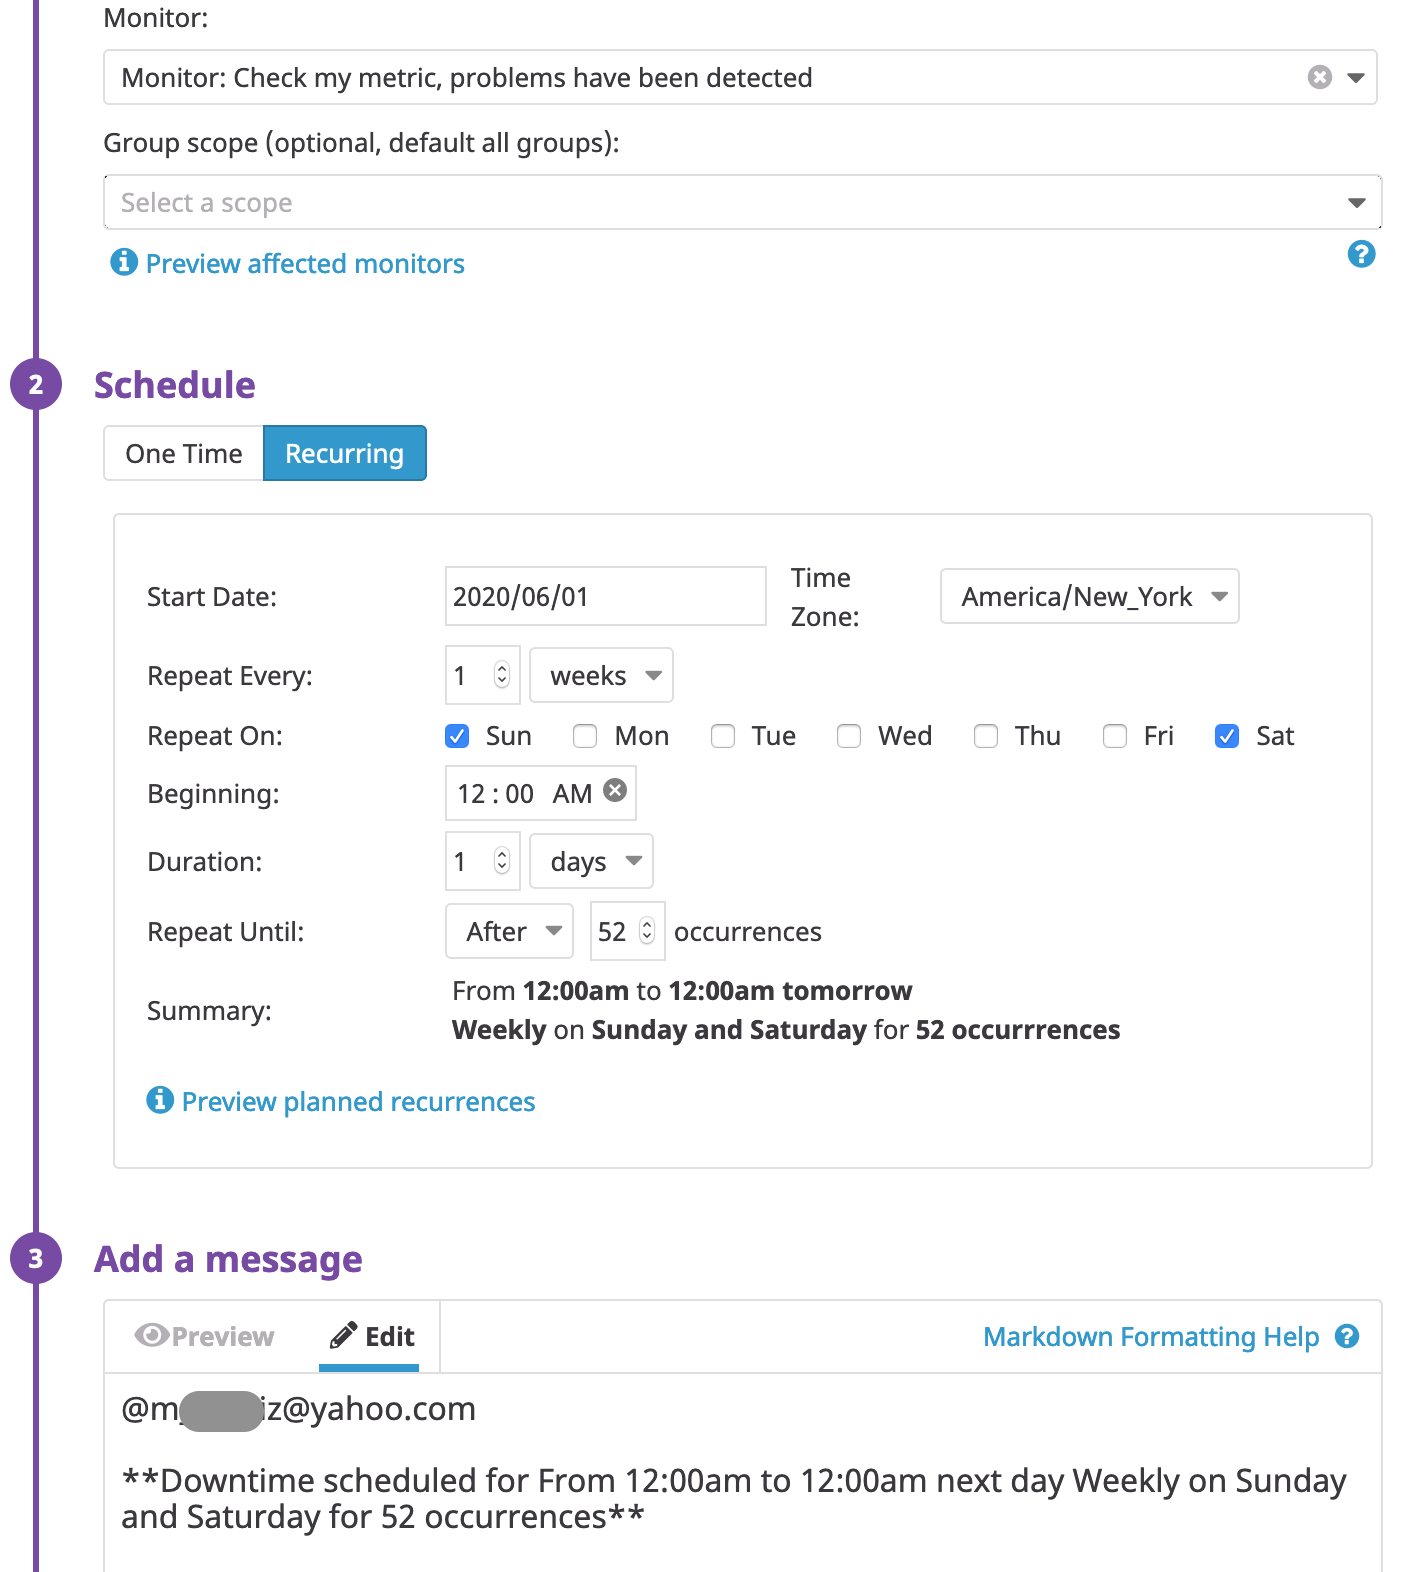 Monitor:
Monitor: Check my metric, problems have been detected
Group scope (optional, default all groups):
Select a scope
Preview affected monitors
2 Schedule
One Time Recurring
Start Date: 2020/06/01 Time Zone: America/New_York
Repeat Every: 1 weeks
Repeat On: Sun Mon Tue Wed Thu Fri Sat
Beginning: 12 : 00 AM
Duration: 1 days
Repeat Until: After 52 occurrences
Summary: From 12:00am to 12:00am tomorrow
Weekly on Sunday and Saturday for 52 occurrrences
Preview planned recurrences
3 Add a message
Preview Edit Markdown Formatting Help
iz@yahoo.com
**Downtime scheduled for From 12:00am to 12:00am next day Weekly on Sunday
and Saturday for 52 occurrences**